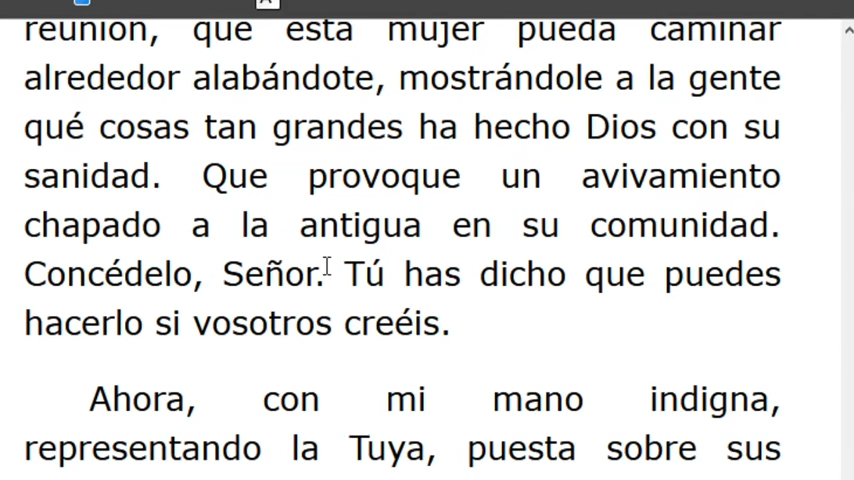 reunión, que esta mujer pueda caminar
alrededor alabándote, mostrándole a la gente
qué cosas tan grandes ha hecho Dios con su
sanidad. Que provoque un avivamiento
chapado a la antigua en su comunidad.
Concédelo, Señor. Tú has dicho que puedes
hacerlo si vosotros creéis.
Ahora, con mi mano indigna,
representando la Tuya, puesta sobre sus